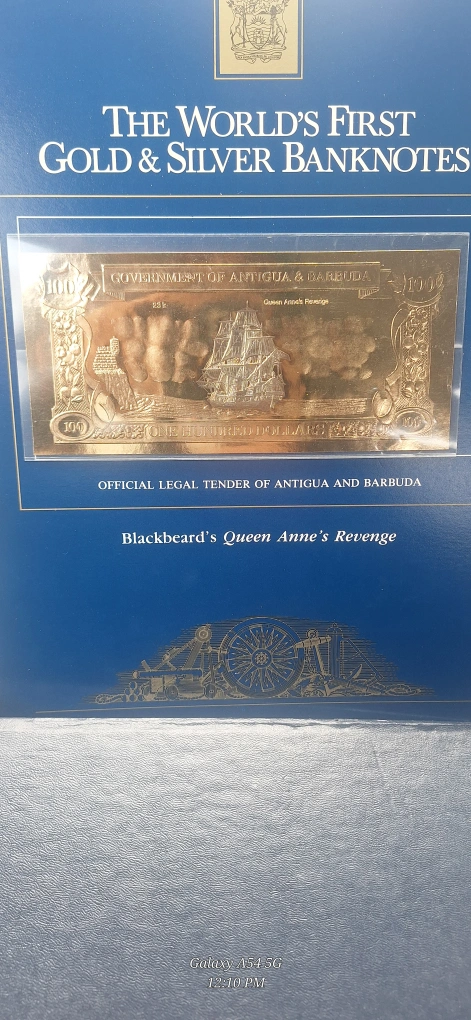 THE WORLD'S FIRST
GOLD & SILVER BANKNOTES
100 GOVERNMENT OF ANTIGUA & BARBUDA 100
Queen Anne's Revenge
100 ONE HUNDRED DOLLARS 100
OFFICIAL LEGAL TENDER OF ANTIGUA AND BARBUDA
Blackbeard's Queen Anne's Revenge
Galaxy A54 5G
12:10 PM